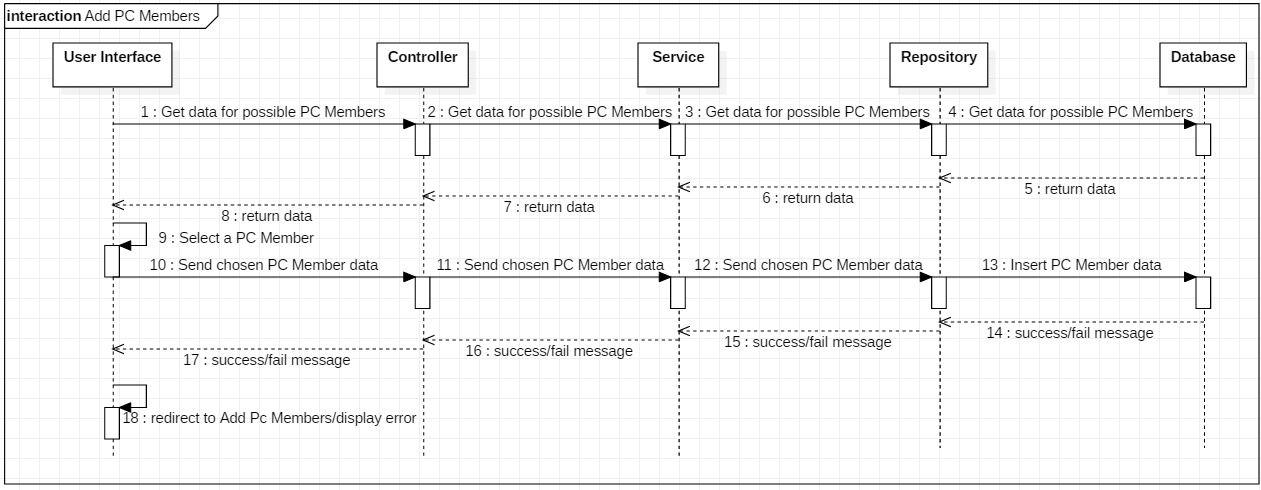 interaction Add PC Members
User Interface
Controller
Service
Repository
Database
1 : Get data for possible PC Members
2 : Get data for possible PC Members
3 : Get data for possible PC Members
4 : Get data for possible PC Members
5 : return data
6 : return data
7 : return data
8 : return data
9 : Select a PC Member
10 : Send chosen PC Member data
11 : Send chosen PC Member data
12 : Send chosen PC Member data
13 : Insert PC Member data
14 : success/fail message
15 : success/fail message
16 : success/fail message
17 : success/fail message
18 : redirect to Add Pc Members/display error